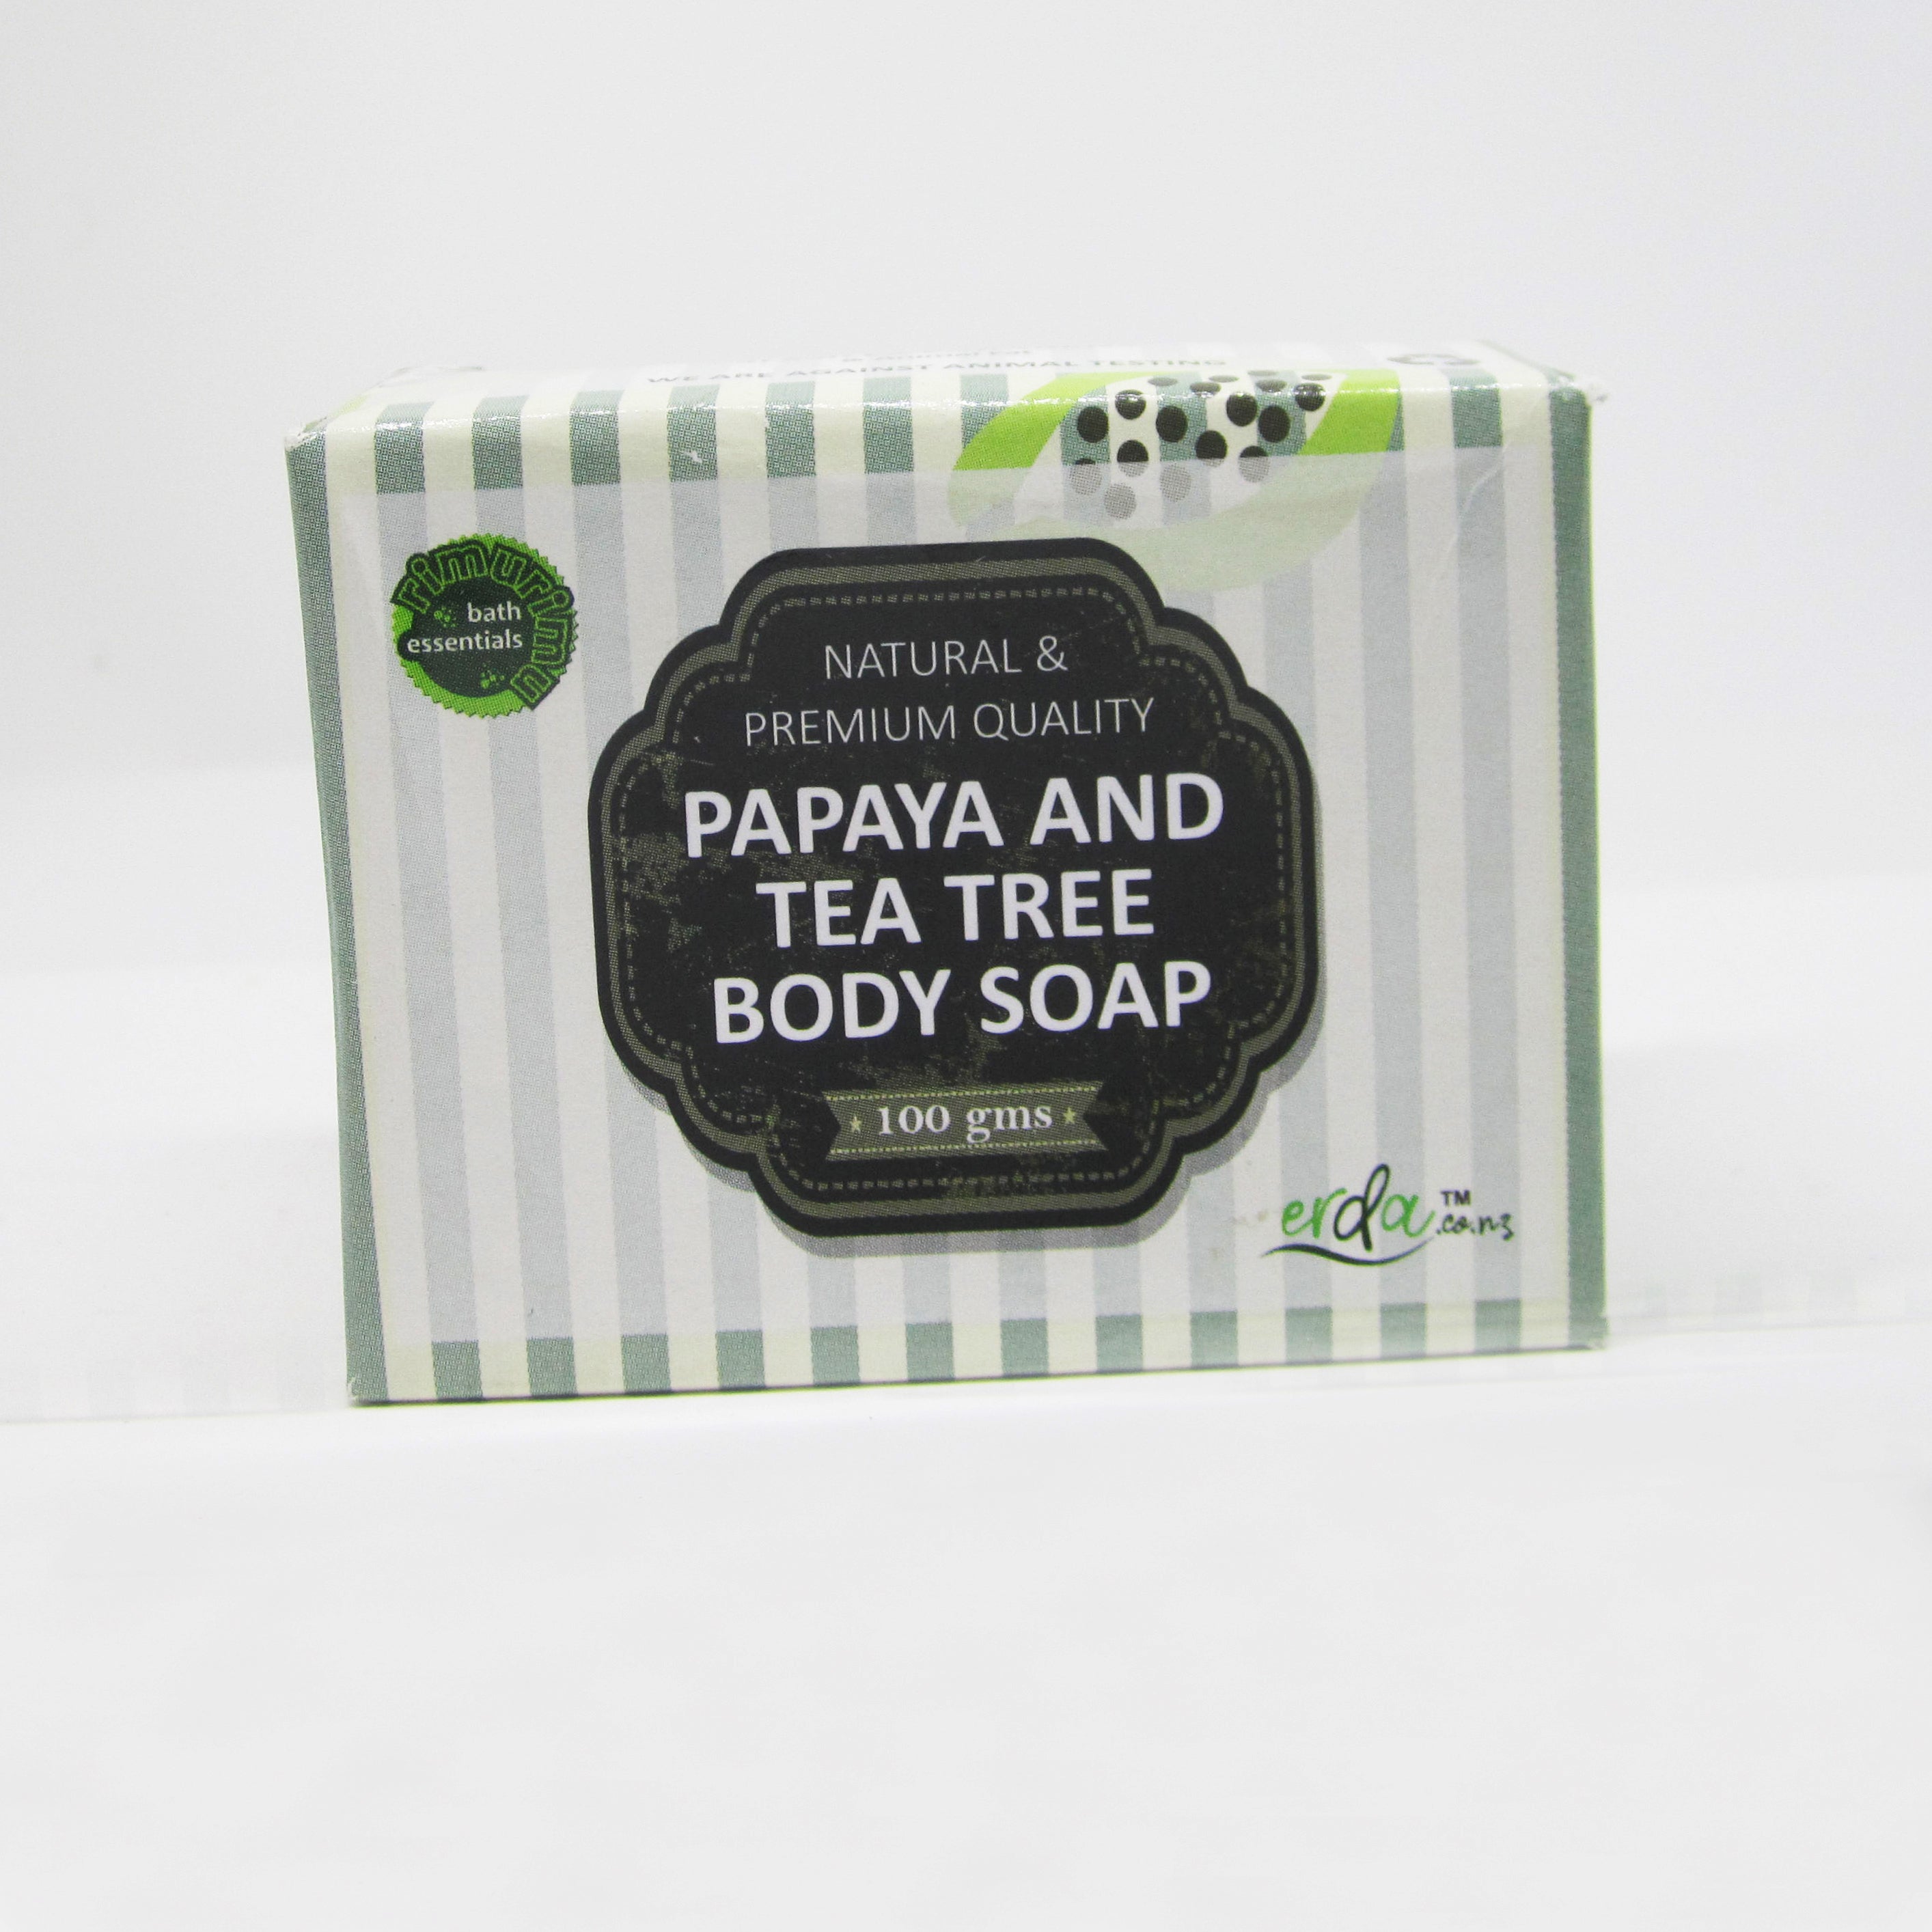 WE ARE AGAINST ANIMAL TESTING
rimurimu
bath
essentials
NATURAL &
PREMIUM QUALITY
PAPAYA AND
TEA TREE
BODY SOAP
100 gms
erda™.co.nz